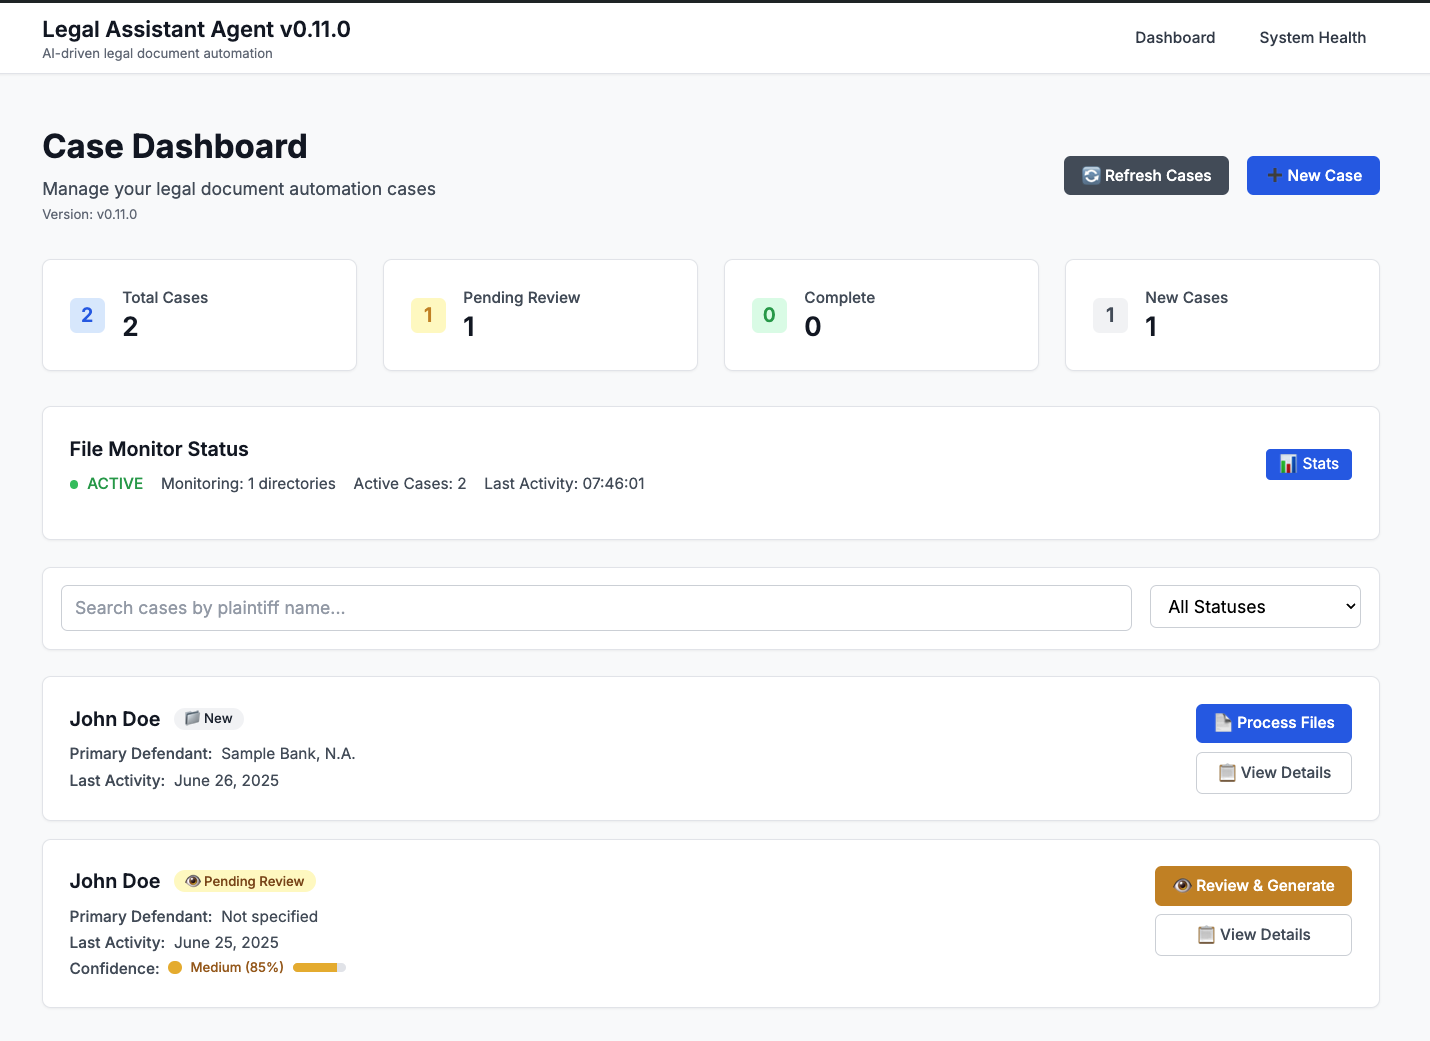 Legal Assistant Agent v0.11.0
AI-driven legal document automation
Dashboard
System Health
Case Dashboard
Manage your legal document automation cases
Version: v0.11.0
🔄 Refresh Cases
➕ New Case
2
Total Cases
2
1
Pending Review
1
0
Complete
0
1
New Cases
1
File Monitor Status
ACTIVE Monitoring: 1 directories Active Cases: 2 Last Activity: 07:46:01
📊 Stats
Search cases by plaintiff name...
All Statuses
John Doe 📁 New
Primary Defendant: Sample Bank, N.A.
Last Activity: June 26, 2025
📄 Process Files
📋 View Details
John Doe 👁️ Pending Review
Primary Defendant: Not specified
Last Activity: June 25, 2025
Confidence: Medium (85%)
👁️ Review & Generate
📋 View Details